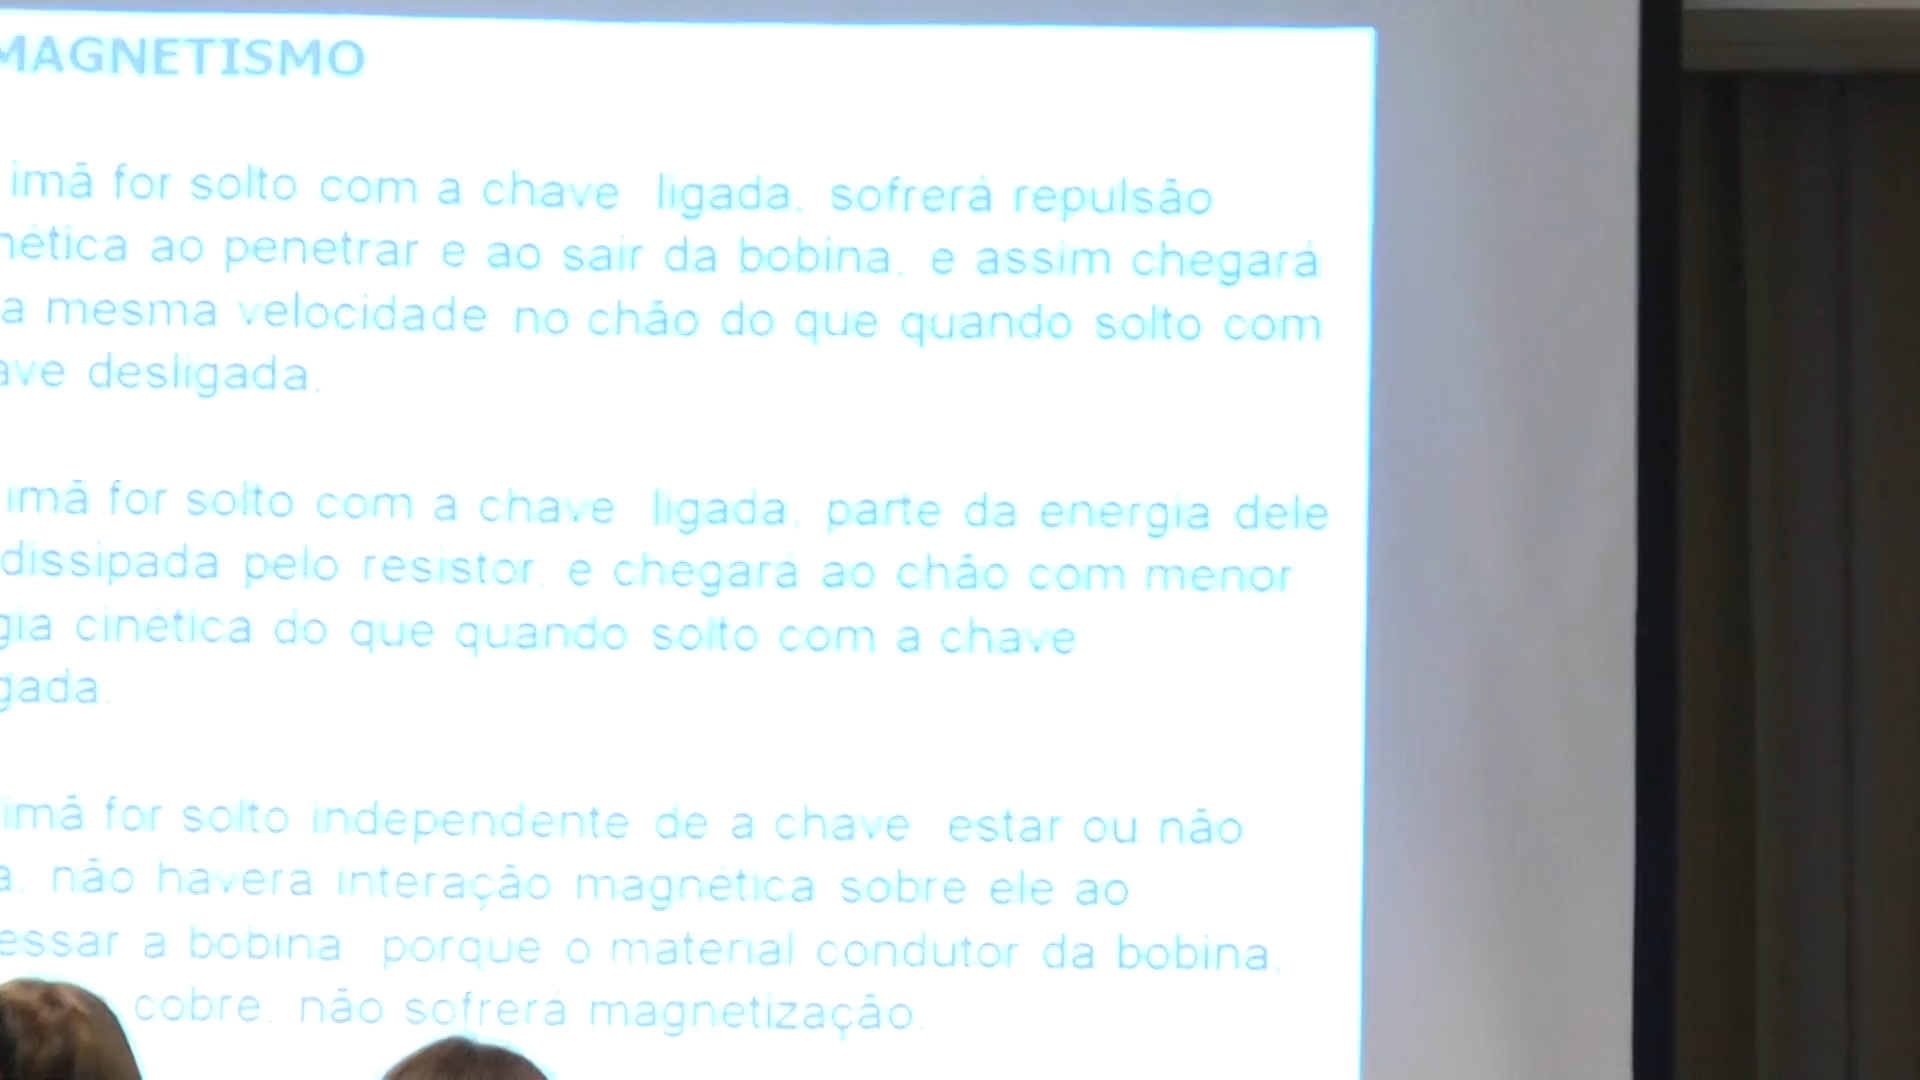 MAGNETISMO
imã for solto com a chave ligada, sofrerá repulsão
nética ao penetrar e ao sair da bobina, e assim chegará
a mesma velocidade no chão do que quando solto com
ave desligada.
imã for solto com a chave ligada, parte da energia dele
dissipada pelo resistor, e chegará ao chão com menor
gia cinética do que quando solto com a chave
gada.
imã for solto independente de a chave estar ou não
a, não haverá interação magnética sobre ele ao
essar a bobina, porque o material condutor da bobina,
cobre, não sofrerá magnetização.